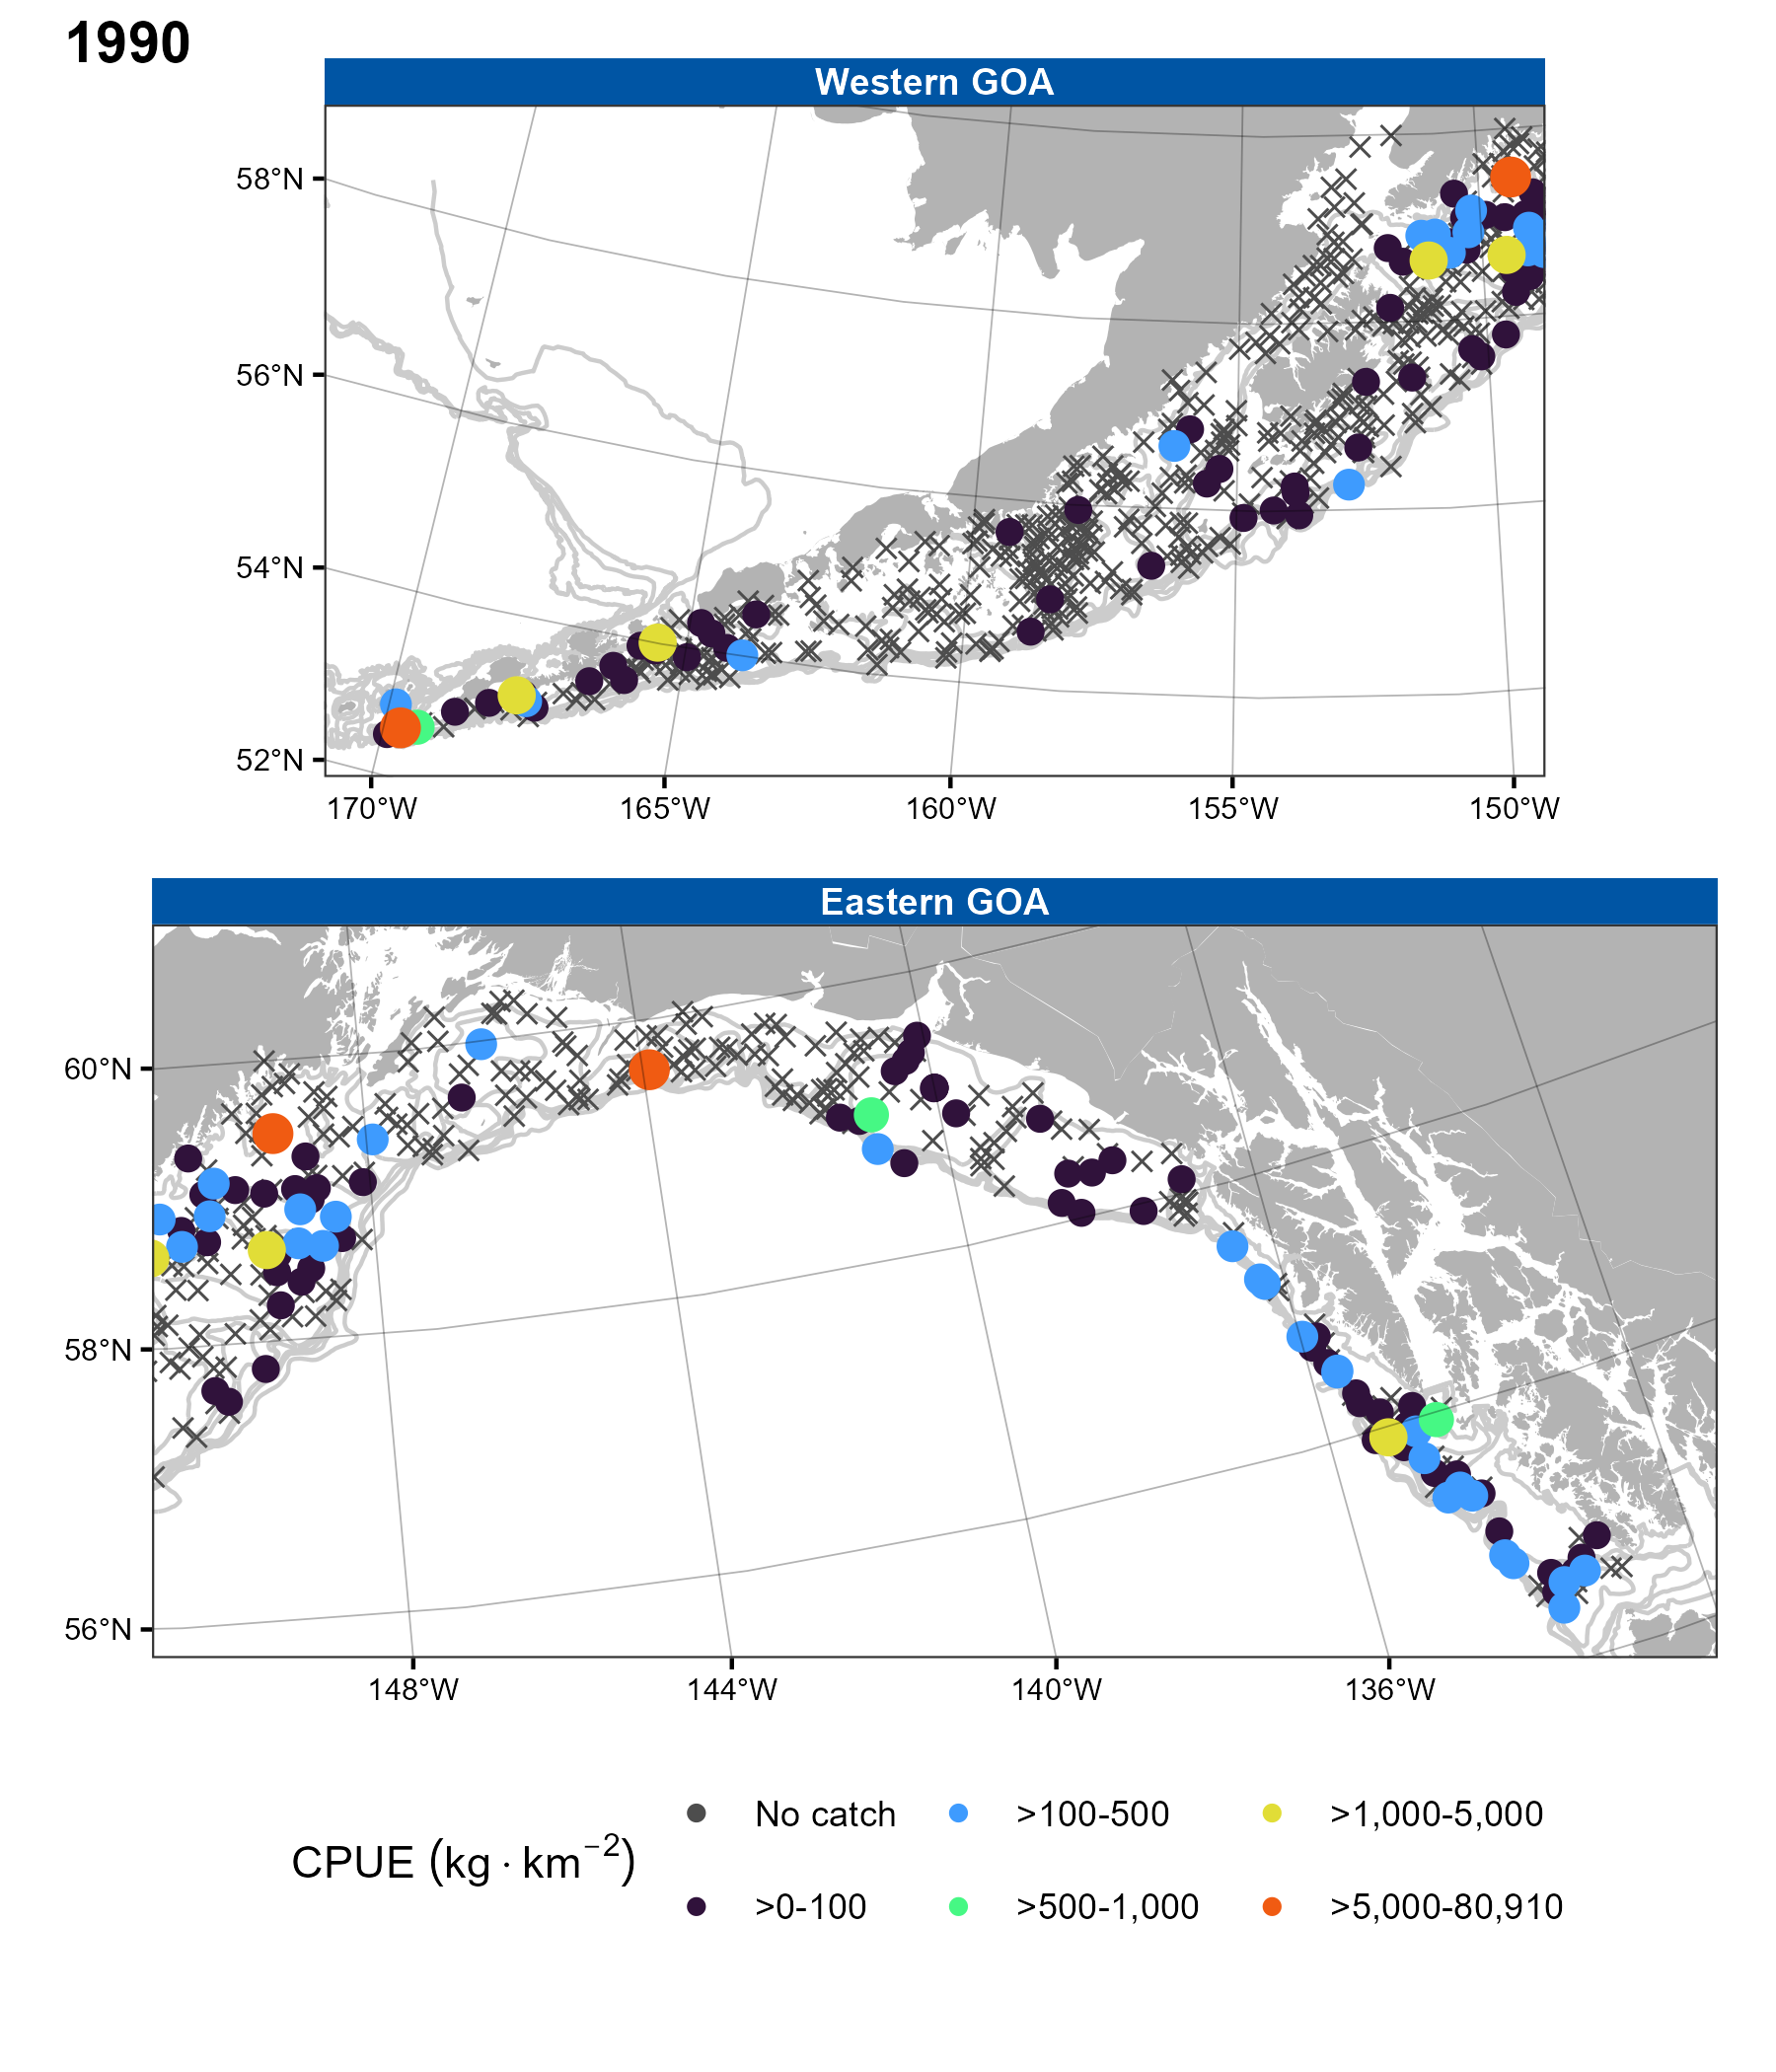 1990
Western GOA
58°N
56°N
54°N
52°N
170°W 165°W 160°W 155°W 150°W
Eastern GOA
60°N
58°N
56°N
148°W 144°W 140°W 136°W
CPUE (kg · km⁻²)
No catch >100-500 >1,000-5,000
>0-100 >500-1,000 >5,000-80,910